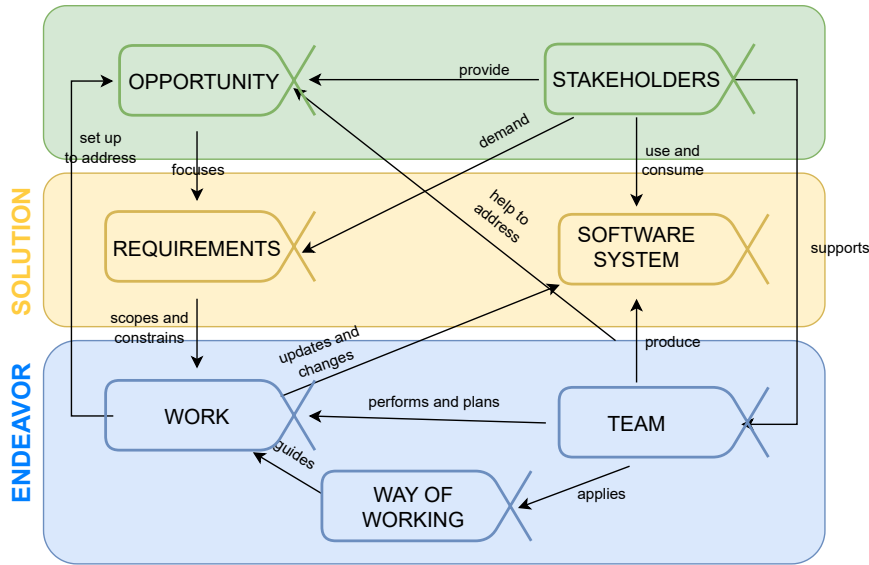 OPPORTUNITY
STAKEHOLDERS
provide
demand
set up
to address
focuses
use and
consume
SOLUTION
help to
address
REQUIREMENTS
SOFTWARE
SYSTEM
supports
scopes and
constrains
updates and
changes
produce
ENDEAVOR
WORK
performs and plans
TEAM
guides
applies
WAY OF
WORKING